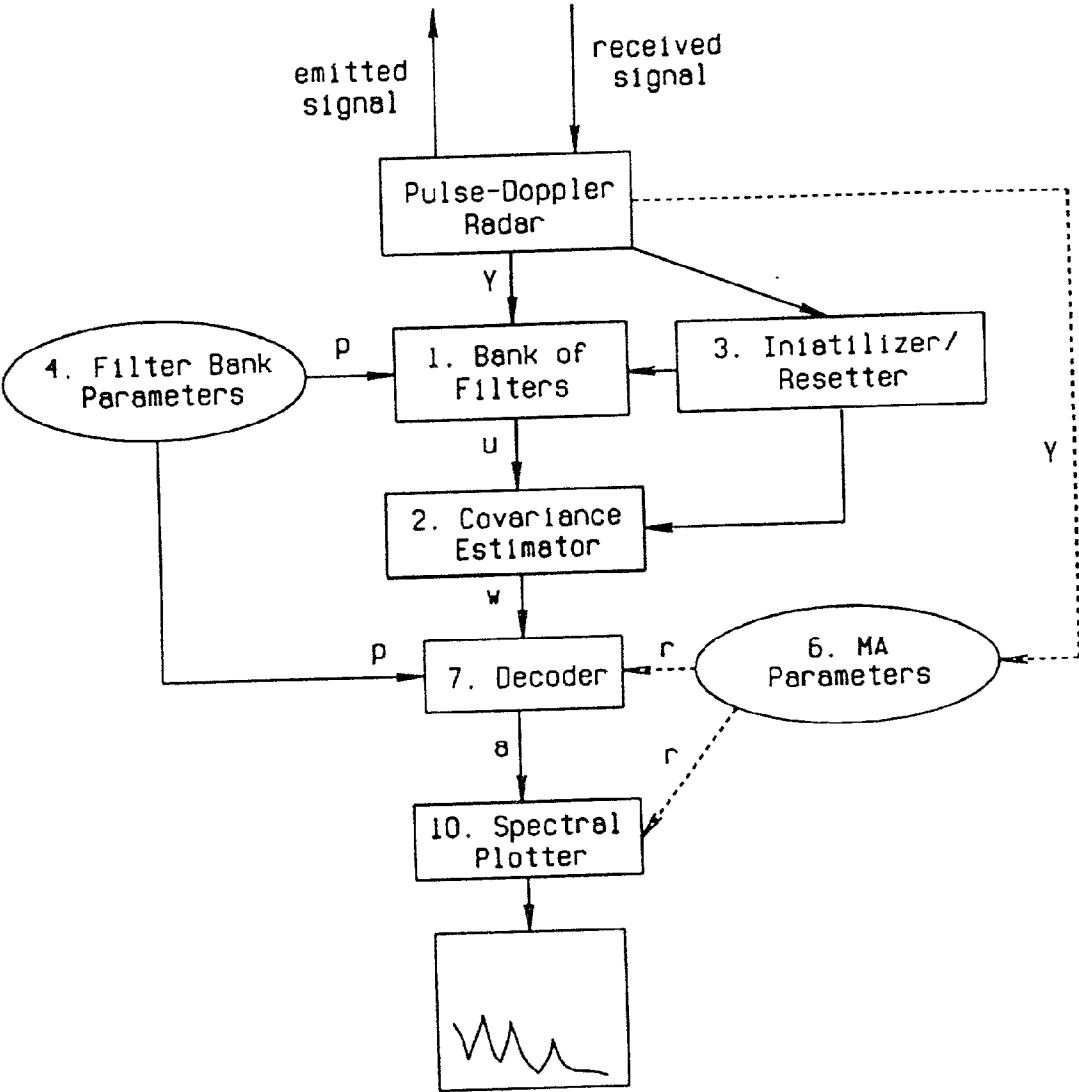 emitted
signal
received
signal
Pulse-Doppler
Radar
Y
4. Filter Bank
Parameters
p
1. Bank of
Filters
3. Iniatilizer/
Resetter
u
Y
2. Covariance
Estimator
w
p
7. Decoder
r
6. MA
Parameters
a
r
10. Spectral
Plotter